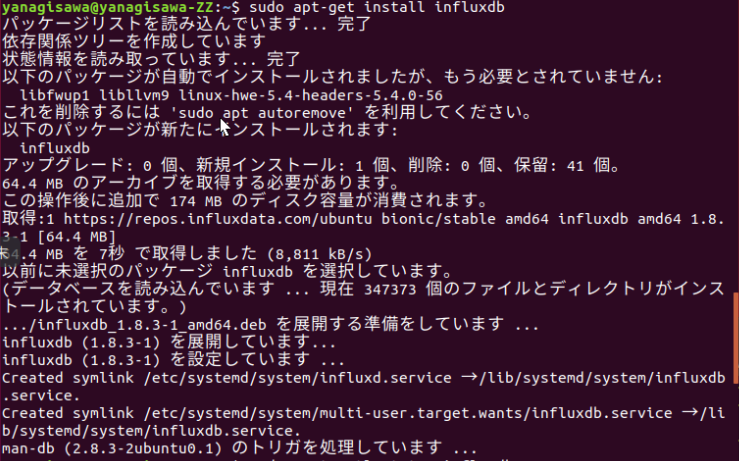 yanagisawa@yanagisawa-ZZ:~$ sudo apt-get install influxdb
パッケージリストを読み込んでいます... 完了
依存関係ツリーを作成しています
状態情報を読み取っています... 完了
以下のパッケージが自動でインストールされましたが、もう必要とされていません:
libfwup1 libllvm9 linux-hwe-5.4-headers-5.4.0-56
これを削除するには 'sudo apt autoremove' を利用してください。
以下のパッケージが新たにインストールされます:
influxdb
アップグレード: 0 個、新規インストール: 1 個、削除: 0 個、保留: 41 個。
64.4 MB のアーカイブを取得する必要があります。
この操作後に追加で 174 MB のディスク容量が消費されます。
取得:1 https://repos.influxdata.com/ubuntu bionic/stable amd64 influxdb amd64 1.8.
3-1 [64.4 MB]
64.4 MB を 7秒 で取得しました (8,811 kB/s)
以前に未選択のパッケージ influxdb を選択しています。
(データベースを読み込んでいます ... 現在 347373 個のファイルとディレクトリがインス
トールされています。)
.../influxdb_1.8.3-1_amd64.deb を展開する準備をしています ...
influxdb (1.8.3-1) を展開しています...
influxdb (1.8.3-1) を設定しています ...
Created symlink /etc/systemd/system/influxd.service →/lib/systemd/system/influxdb
.service.
Created symlink /etc/systemd/system/multi-user.target.wants/influxdb.service →/li
b/systemd/system/influxdb.service.
man-db (2.8.3-2ubuntu0.1) のトリガを処理しています ...